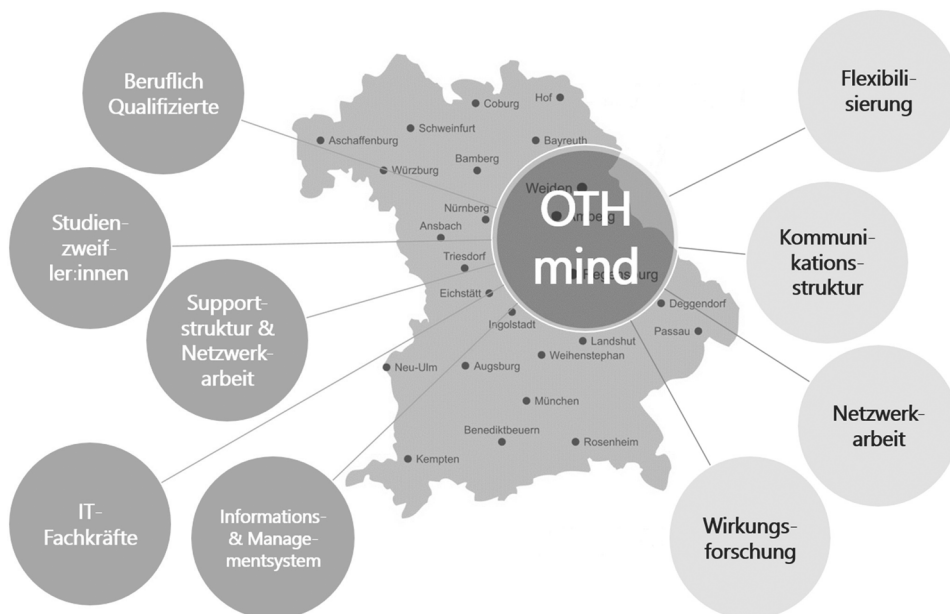 Beruflich
Qualifizierte
Studien-
zweif-
ler:innen
Support-
struktur &
Netzwerk-
arbeit
IT-
Fachkräfte
Informations-
& Manage-
mentsystem
Coburg
Hof
Schweinfurt
Aschaffenburg
Bayreuth
Bamberg
Würzburg
Weiden
Nürnberg
Amberg
Ansbach
OTH
mind
Triesdorf
Regensburg
Eichstätt
Deggendorf
Ingolstadt
Passau
Landshut
Weihenstephan
Neu-Ulm
Augsburg
München
Benediktbeuern
Rosenheim
Kempten
Flexibili-
sierung
Kommuni-
kations-
struktur
Netzwerk-
arbeit
Wirkungs-
forschung